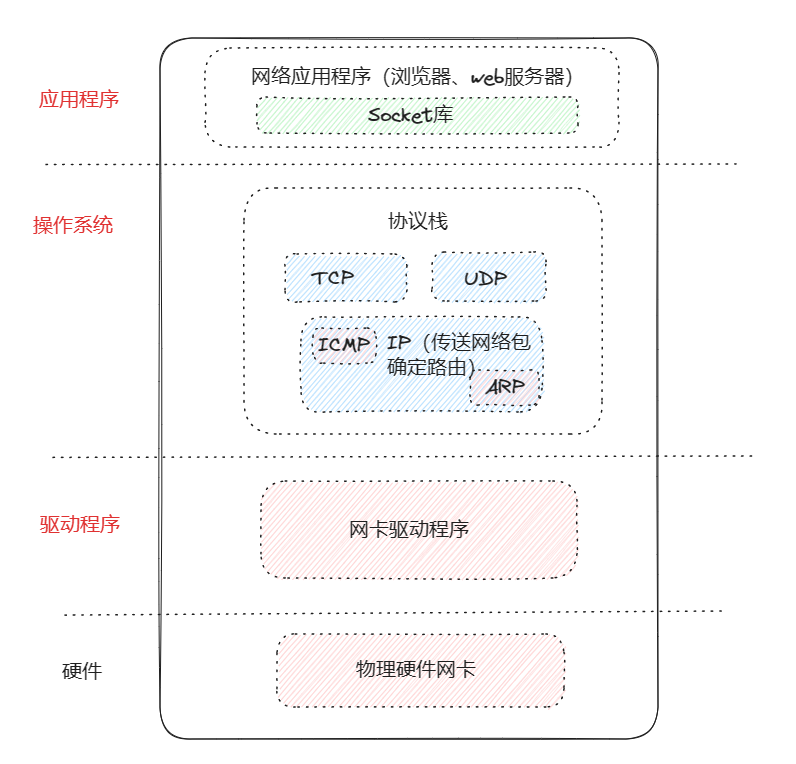 网络应用程序（浏览器、web服务器）
应用程序
Socket库
操作系统
协议栈
TCP
UDP
ICMP
IP（传送网络包
确定路由）
ARP
驱动程序
网卡驱动程序
硬件
物理硬件网卡